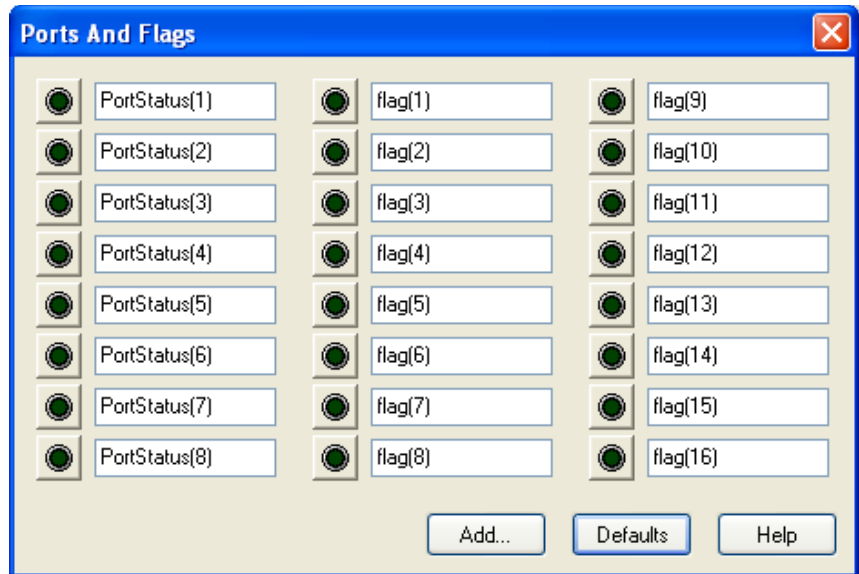 Ports And Flags
PortStatus(1) flag(1) flag(9)
PortStatus(2) flag(2) flag(10)
PortStatus(3) flag(3) flag(11)
PortStatus(4) flag(4) flag(12)
PortStatus(5) flag(5) flag(13)
PortStatus(6) flag(6) flag(14)
PortStatus(7) flag(7) flag(15)
PortStatus(8) flag(8) flag(16)
Add... Defaults Help